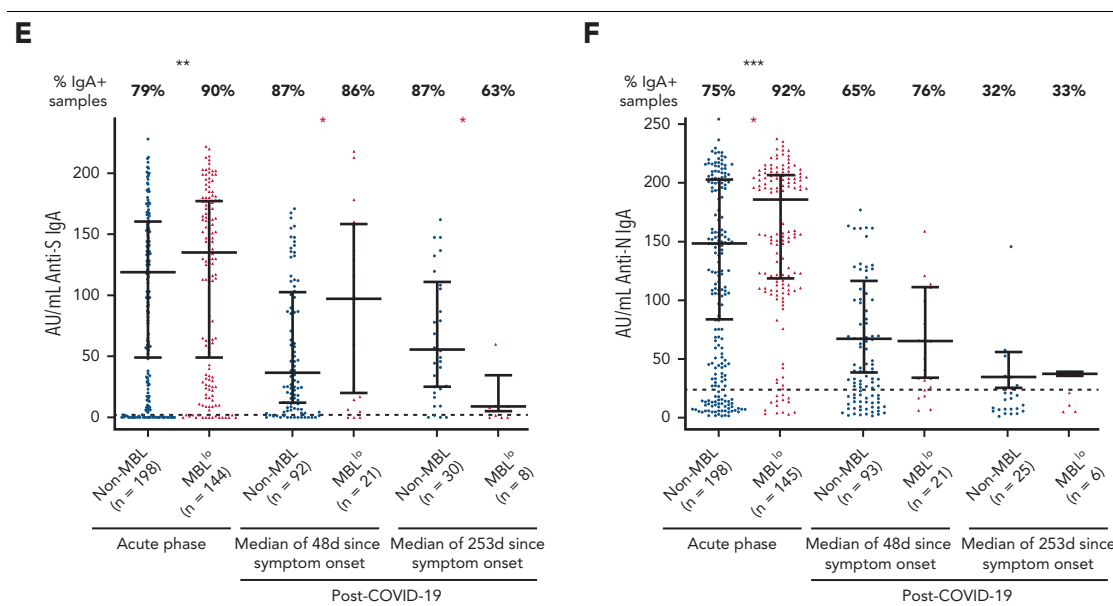 E
**
% IgA+
samples
79% 90% 87% 86% 87% 63%
* *
AU/mL Anti-S IgA
200
150
100
50
0
Non-MBL
(n = 198)
MBLlo
(n = 144)
Non-MBL
(n = 92)
MBLlo
(n = 21)
Non-MBL
(n = 30)
MBLlo
(n = 8)
Acute phase
Median of 48d since
symptom onset
Median of 253d since
symptom onset
Post-COVID-19
F
***
% IgA+
samples
75% 92% 65% 76% 32% 33%
*
AU/mL Anti-N IgA
250
200
150
100
50
0
Non-MBL
(n = 198)
MBLlo
(n = 145)
Non-MBL
(n = 93)
MBLlo
(n = 21)
Non-MBL
(n = 25)
MBLlo
(n = 6)
Acute phase
Median of 48d since
symptom onset
Median of 253d since
symptom onset
Post-COVID-19